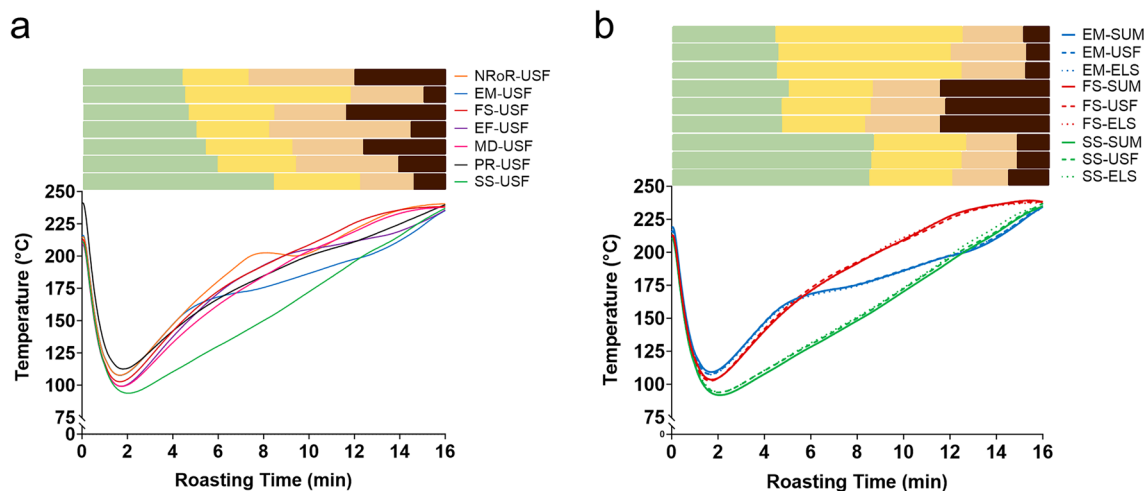 a
NRoR-USF
EM-USF
FS-USF
EF-USF
MD-USF
PR-USF
SS-USF
250
225
200
175
150
125
100
75
0
Temperature (°C)
0 2 4 6 8 10 12 14 16
Roasting Time (min)
b
EM-SUM
EM-USF
EM-ELS
FS-SUM
FS-USF
FS-ELS
SS-SUM
SS-USF
SS-ELS
250
225
200
175
150
125
100
75
0
Temperature (°C)
0 2 4 6 8 10 12 14 16
Roasting Time (min)